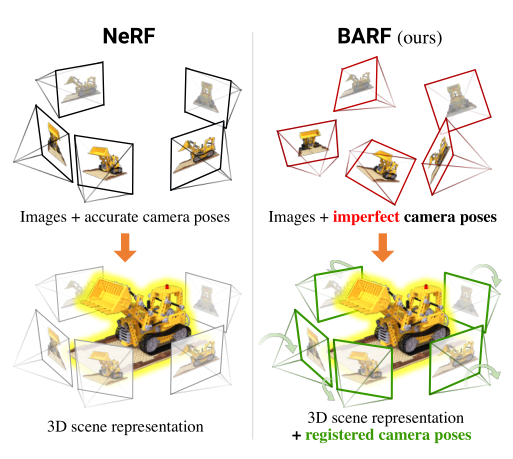 NeRF
BARF (ours)
Images + accurate camera poses
Images + imperfect camera poses
3D scene representation
3D scene representation
+ registered camera poses